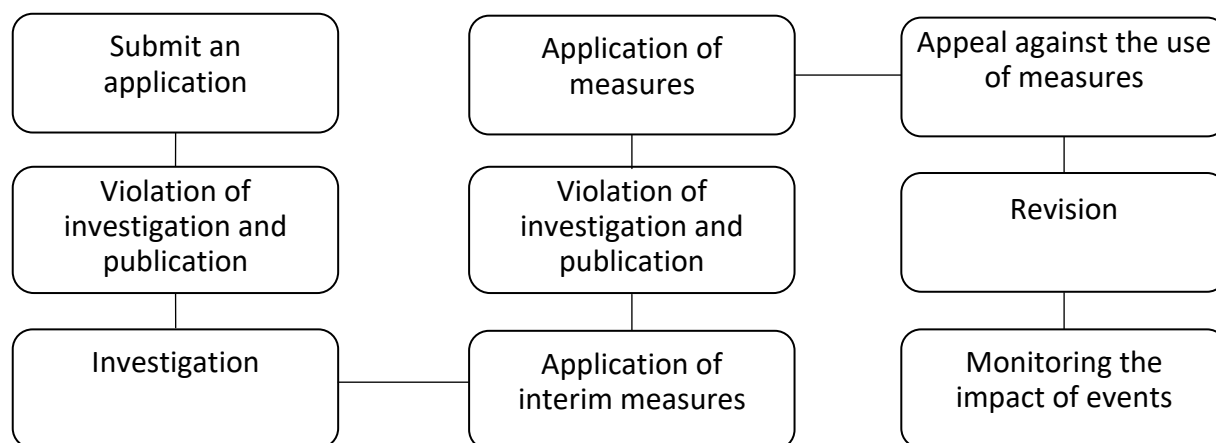 Submit an
application
Violation of
investigation and
publication
Investigation
Application of
measures
Violation of
investigation and
publication
Application of
interim measures
Appeal against the use
of measures
Revision
Monitoring the
impact of events